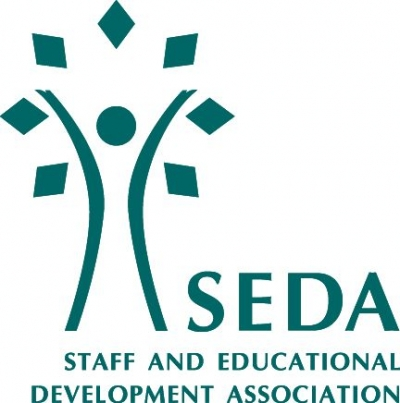 SEDA
STAFF AND EDUCATIONAL
DEVELOPMENT ASSOCIATION